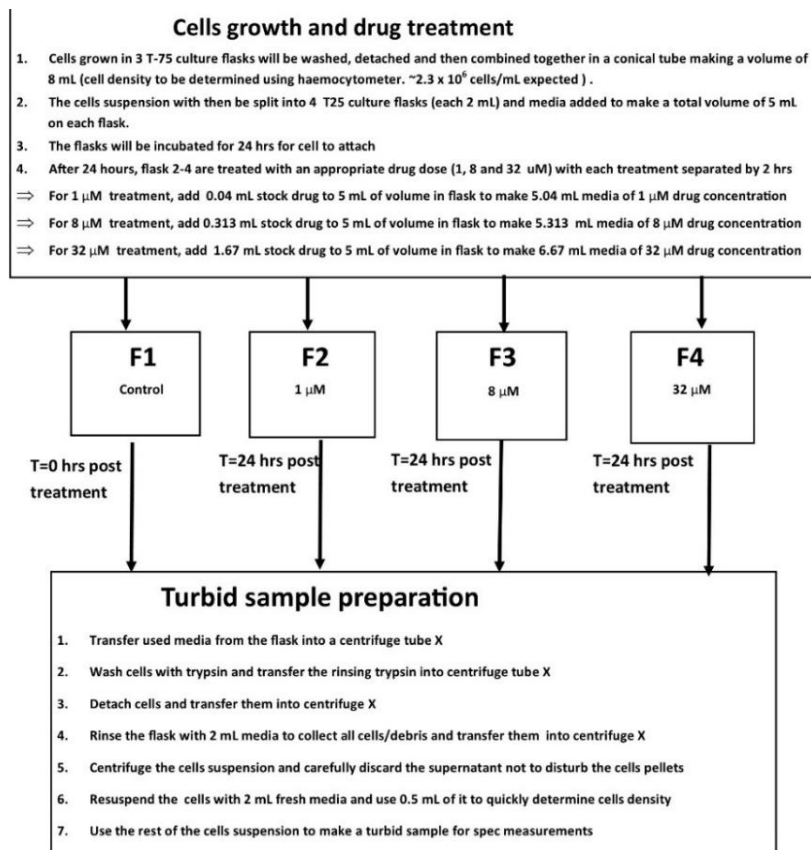 Cells growth and drug treatment
1. Cells grown in 3 T-75 culture flasks will be washed, detached and then combined together in a conical tube making a volume of
8 mL (cell density to be determined using haemocytometer. ~2.3 x 10⁶ cells/mL expected ) .
2. The cells suspension with then be split into 4 T25 culture flasks (each 2 mL) and media added to make a total volume of 5 mL
on each flask.
3. The flasks will be incubated for 24 hrs for cell to attach
4. After 24 hours, flask 2-4 are treated with an appropriate drug dose (1, 8 and 32 uM) with each treatment separated by 2 hrs
⇒ For 1 µM treatment, add 0.04 mL stock drug to 5 mL of volume in flask to make 5.04 mL media of 1 µM drug concentration
⇒ For 8 µM treatment, add 0.313 mL stock drug to 5 mL of volume in flask to make 5.313 mL media of 8 µM drug concentration
⇒ For 32 µM treatment, add 1.67 mL stock drug to 5 mL of volume in flask to make 6.67 mL media of 32 µM drug concentration
F1
Control
F2
1 µM
F3
8 µM
F4
32 µM
T=0 hrs post
treatment
T=24 hrs post
treatment
T=24 hrs post
treatment
T=24 hrs post
treatment
Turbid sample preparation
1. Transfer used media from the flask into a centrifuge tube X
2. Wash cells with trypsin and transfer the rinsing trypsin into centrifuge tube X
3. Detach cells and transfer them into centrifuge X
4. Rinse the flask with 2 mL media to collect all cells/debris and transfer them into centrifuge X
5. Centrifuge the cells suspension and carefully discard the supernatant not to disturb the cells pellets
6. Resuspend the cells with 2 mL fresh media and use 0.5 mL of it to quickly determine cells density
7. Use the rest of the cells suspension to make a turbid sample for spec measurements